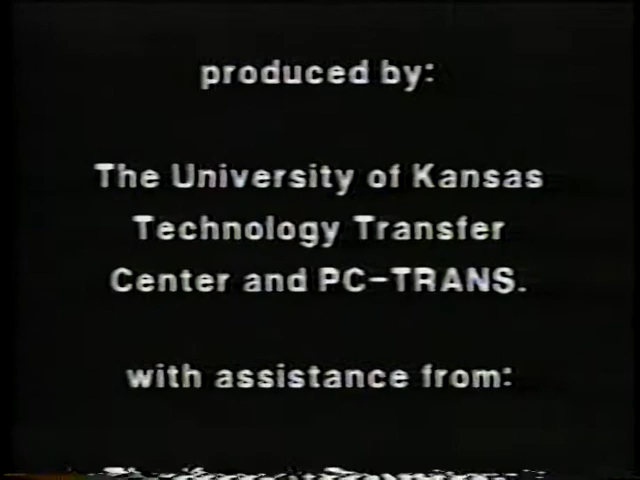 produced by:
The University of Kansas
Technology Transfer
Center and PC-TRANS.
with assistance from: